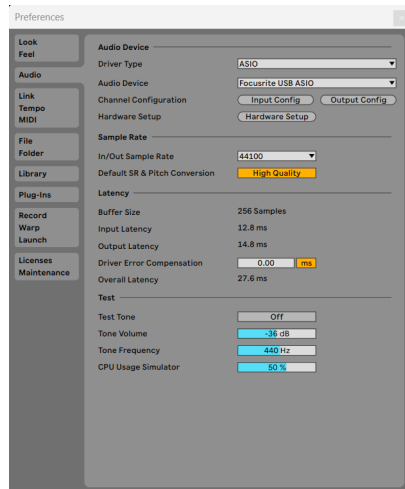 Preferences
Look
Feel
Audio
Link
Tempo
MIDI
File
Folder
Library
Plug-Ins
Record
Warp
Launch
Licenses
Maintenance
Audio Device
Driver Type ASIO
Audio Device Focusrite USB ASIO
Channel Configuration Input Config Output Config
Hardware Setup Hardware Setup
Sample Rate
In/Out Sample Rate 44100
Default SR & Pitch Conversion High Quality
Latency
Buffer Size 256 Samples
Input Latency 12.8 ms
Output Latency 14.8 ms
Driver Error Compensation 0.00 ms
Overall Latency 27.6 ms
Test
Test Tone Off
Tone Volume -36 dB
Tone Frequency 440 Hz
CPU Usage Simulator 50 %